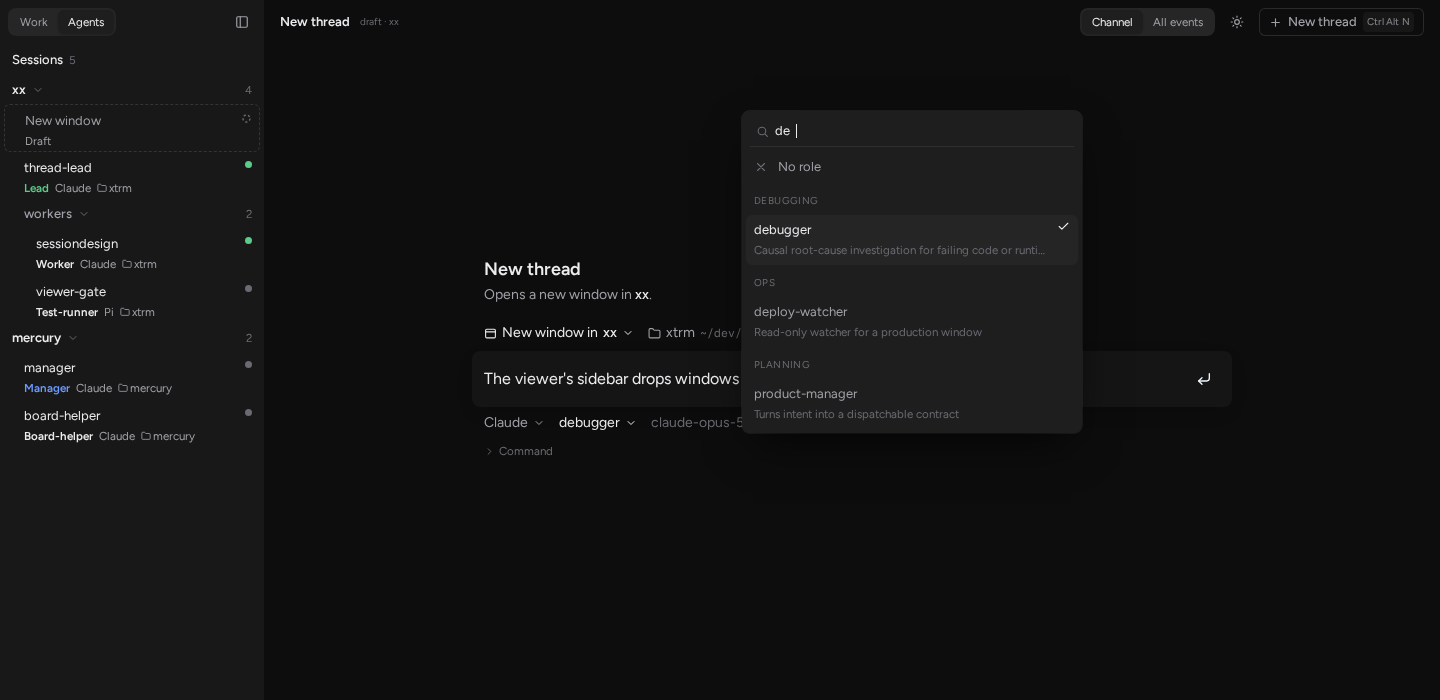 Work Agents
Sessions 5
xx 4
New window
Draft
thread-lead
Lead Claude xtrm
workers 2
sessiondesign
Worker Claude xtrm
viewer-gate
Test-runner Pi xtrm
mercury 2
manager
Manager Claude mercury
board-helper
Board-helper Claude mercury
New thread draft · xx
Channel All events
New thread Ctrl Alt N
de
No role
DEBUGGING
debugger
Causal root-cause investigation for failing code or runti...
OPS
deploy-watcher
Read-only watcher for a production window
PLANNING
product-manager
Turns intent into a dispatchable contract
New thread
Opens a new window in xx.
New window in xx xtrm ~/dev/
The viewer's sidebar drops windows
Claude debugger claude-opus-5
Command